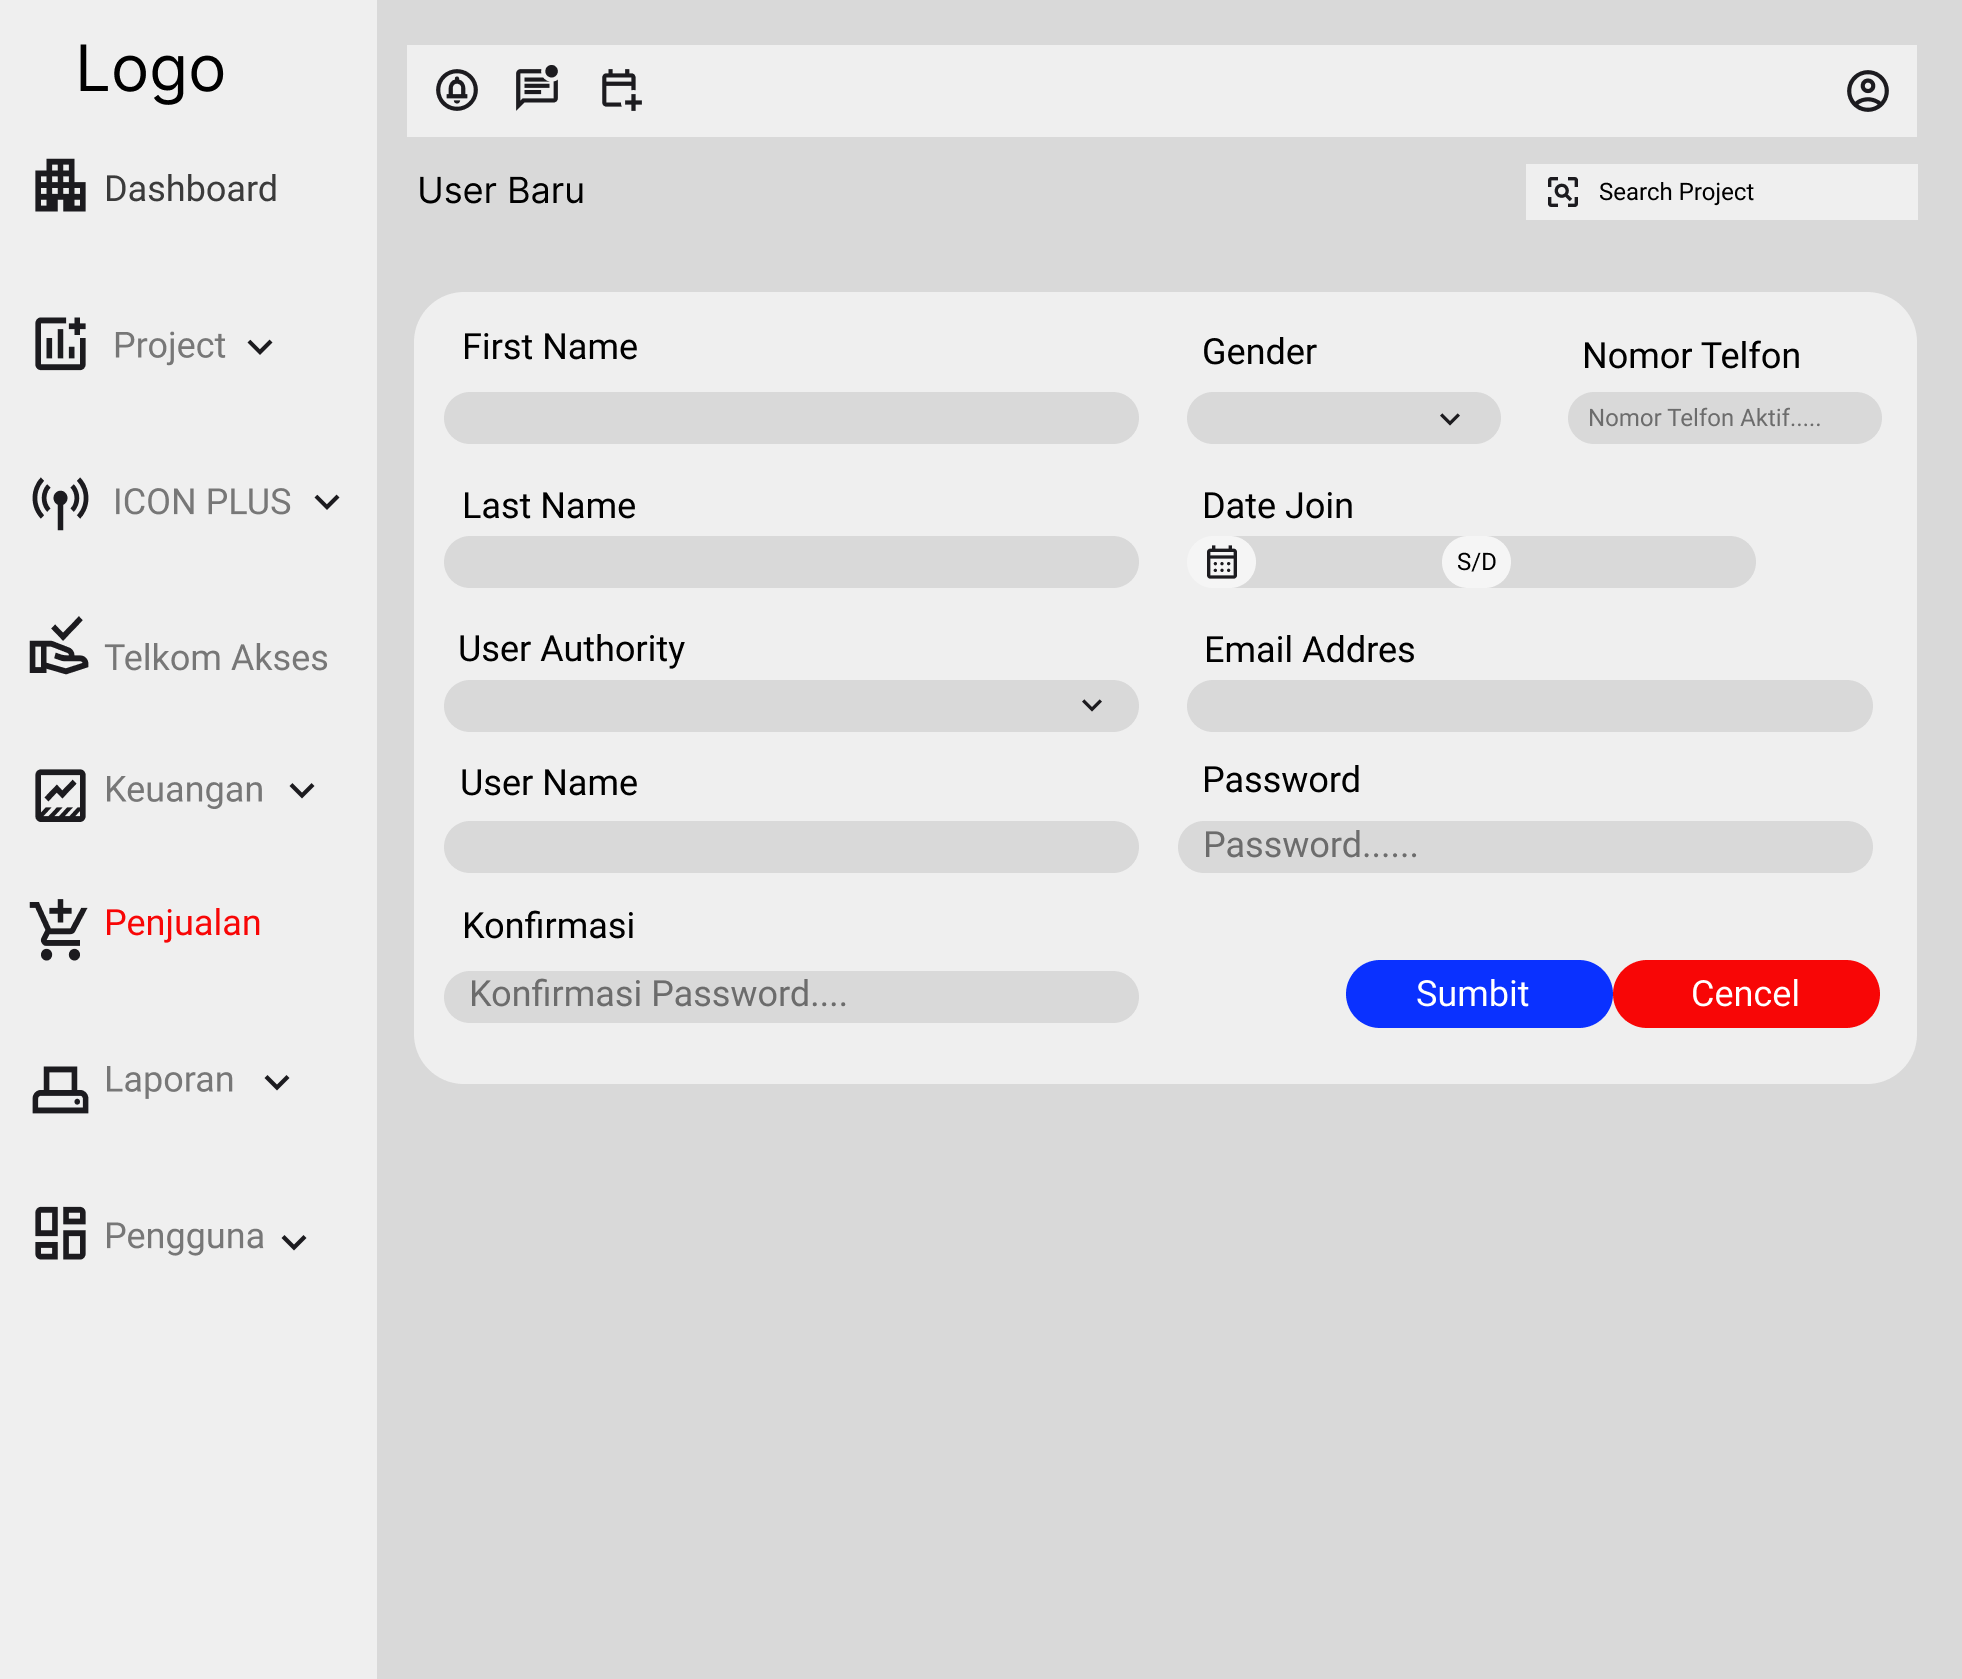 Logo
Dashboard
Project
ICON PLUS
Telkom Akses
Keuangan
Penjualan
Laporan
Pengguna
User Baru
Search Project
First Name
Gender
Nomor Telfon
Nomor Telfon Aktif.....
Last Name
Date Join
S/D
User Authority
Email Addres
User Name
Password
Password......
Konfirmasi
Konfirmasi Password....
Sumbit
Cencel